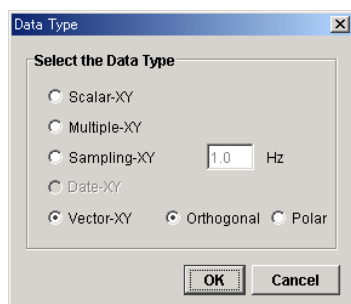 Data Type
Select the Data Type
Scalar-XY
Multiple-XY
Sampling-XY 1.0 Hz
Date-XY
Vector-XY Orthogonal Polar
OK Cancel